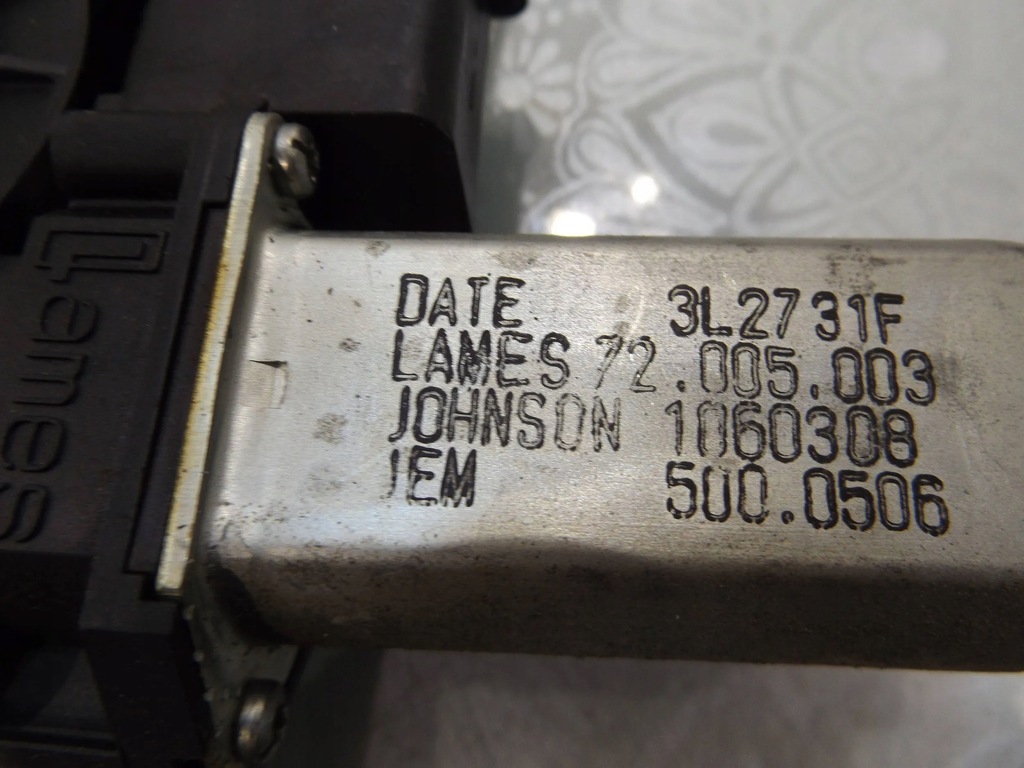 DATE 3L2731F
LAMES 72.005.003
JOHNSON 1060308
JEM 500.0506
Lames